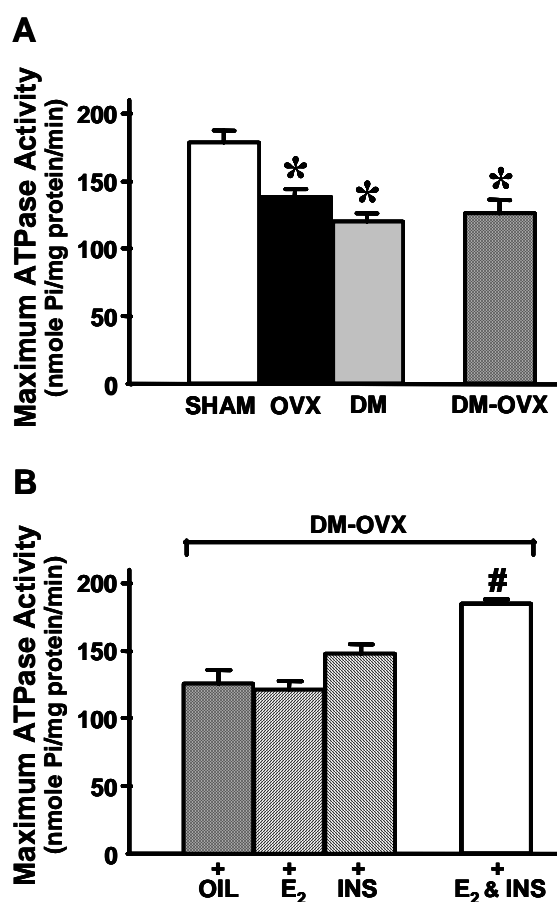 A
Maximum ATPase Activity
(nmole Pi/mg protein/min)
200
150
100
50
0
*
*
*
SHAM OVX DM DM-OVX
B
DM-OVX
Maximum ATPase Activity
(nmole Pi/mg protein/min)
200
150
100
50
0
#
+ + + +
OIL E₂ INS E₂ & INS